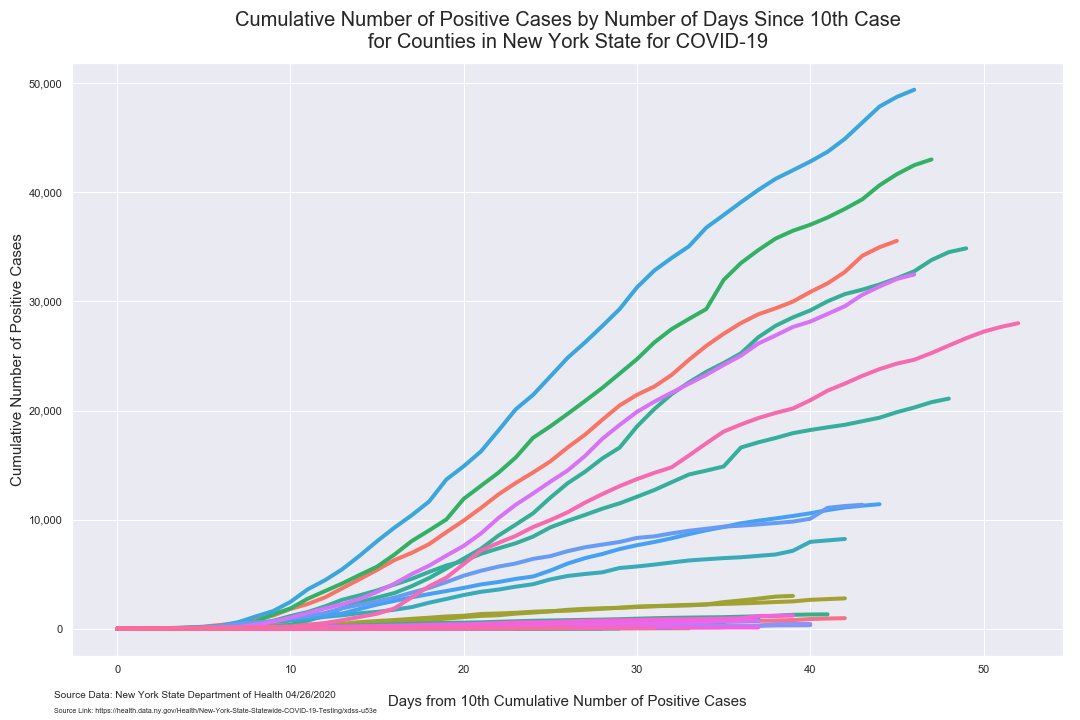 Cumulative Number of Positive Cases by Number of Days Since 10th Case
for Counties in New York State for COVID-19
Cumulative Number of Positive Cases
50,000
40,000
30,000
20,000
10,000
0
0 10 20 30 40 50
Days from 10th Cumulative Number of Positive Cases
Source Data: New York State Department of Health 04/26/2020
Source Link: https://health.data.ny.gov/Health/New-York-State-Statewide-COVID-19-Testing/xdss-u53e